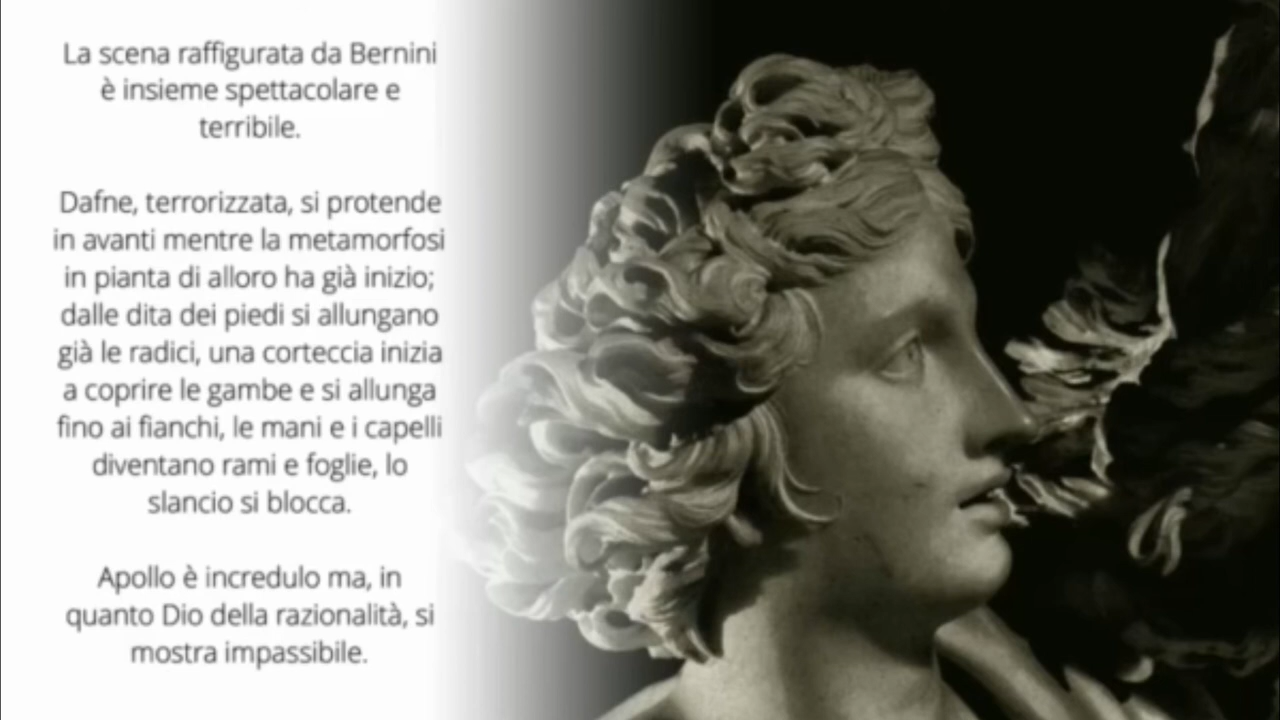 La scena raffigurata da Bernini
è insieme spettacolare e
terribile.
Dafne, terrorizzata, si protende
in avanti mentre la metamorfosi
in pianta di alloro ha già inizio;
dalle dita dei piedi si allungano
già le radici, una corteccia inizia
a coprire le gambe e si allunga
fino ai fianchi, le mani e i capelli
diventano rami e foglie, lo
slancio si blocca.
Apollo è incredulo ma, in
quanto Dio della razionalità, si
mostra impassibile.